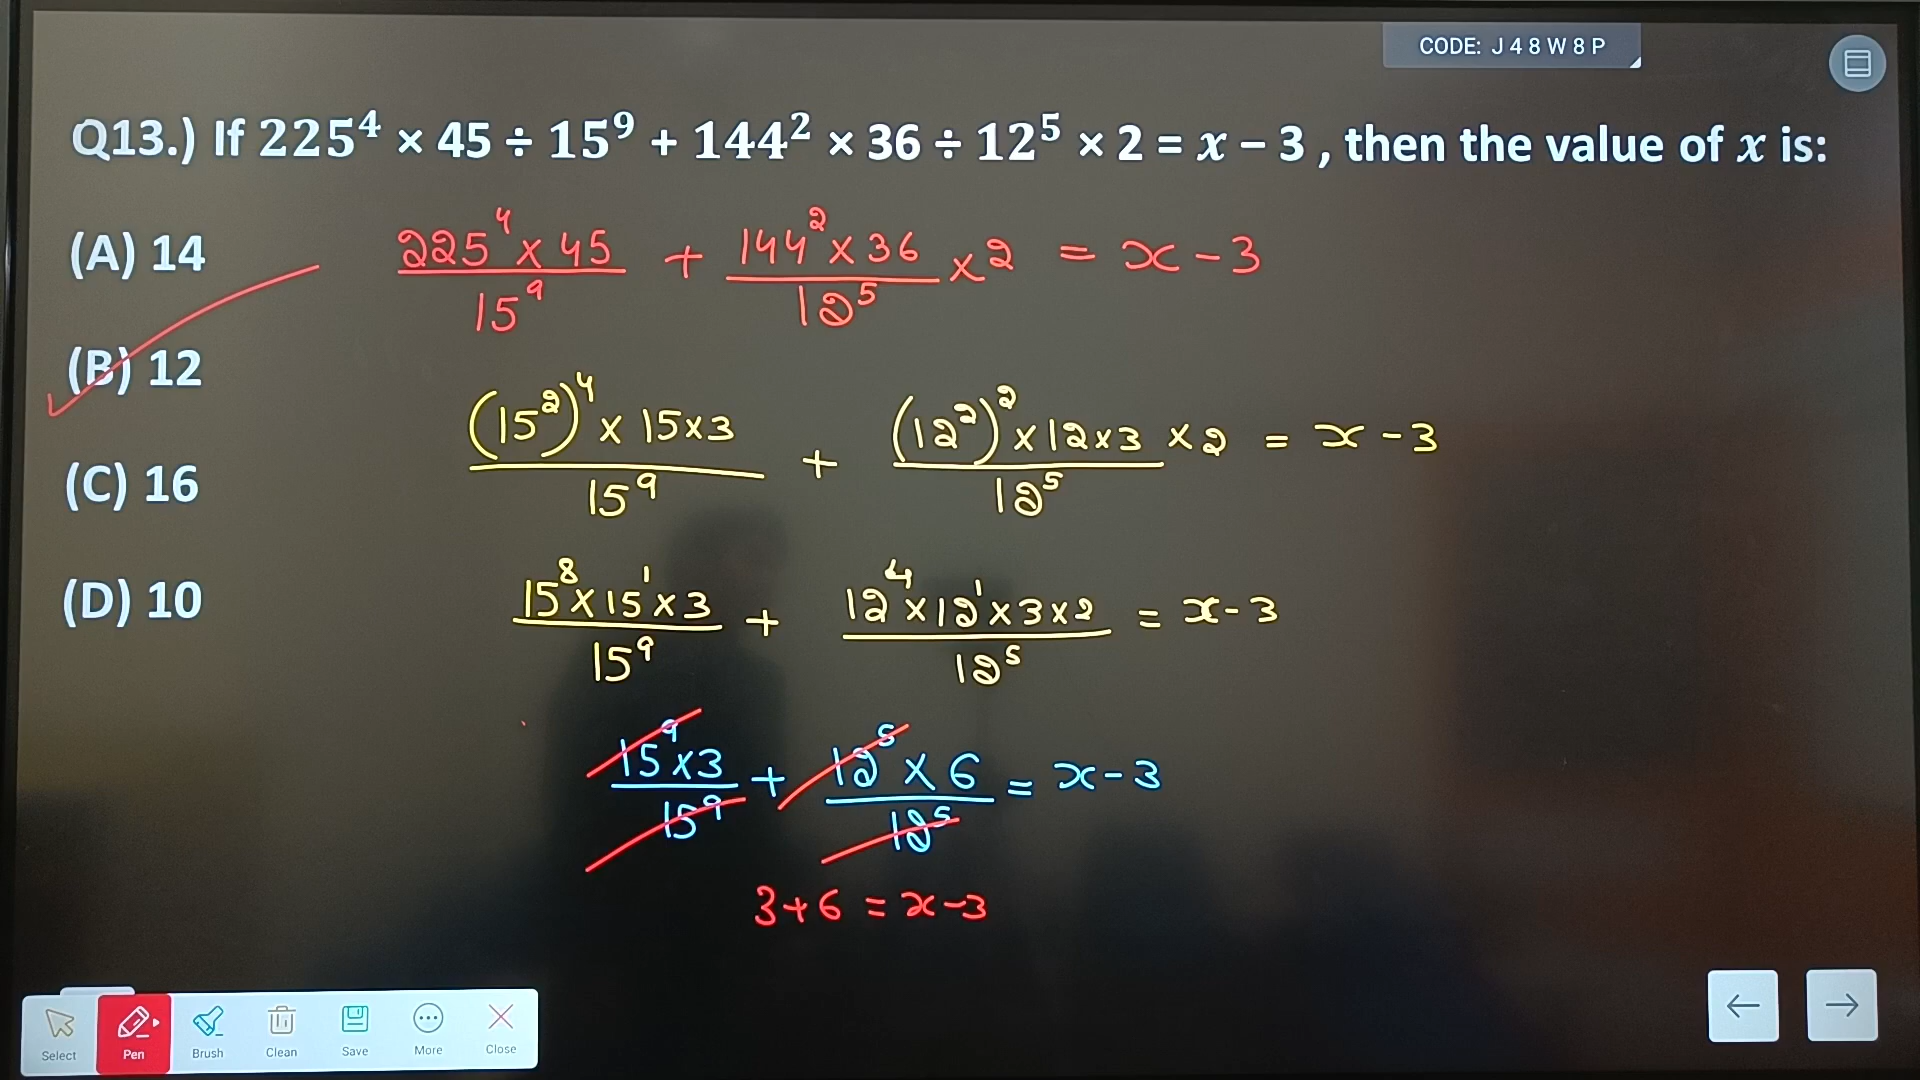 CODE: J48W8P
Q13.) If 225⁴ × 45 ÷ 15⁹ + 144² × 36 ÷ 12⁵ × 2 = x − 3 , then the value of x is:
(A) 14
(B) 12
(C) 16
(D) 10
225⁴ × 45 / 15⁹ + 144² × 36 / 12⁵ × 2 = x − 3
(15²)⁴ × 15×3 / 15⁹ + (12²)² × 12×3 / 12⁵ × 2 = x − 3
15⁸ × 15¹ × 3 / 15⁹ + 12⁴ × 12¹ × 3 × 2 / 12⁵ = x − 3
15⁹ × 3 / 15⁹ + 12⁵ × 6 / 12⁵ = x − 3
3 + 6 = x − 3
Select Pen Brush Clean Save More Close